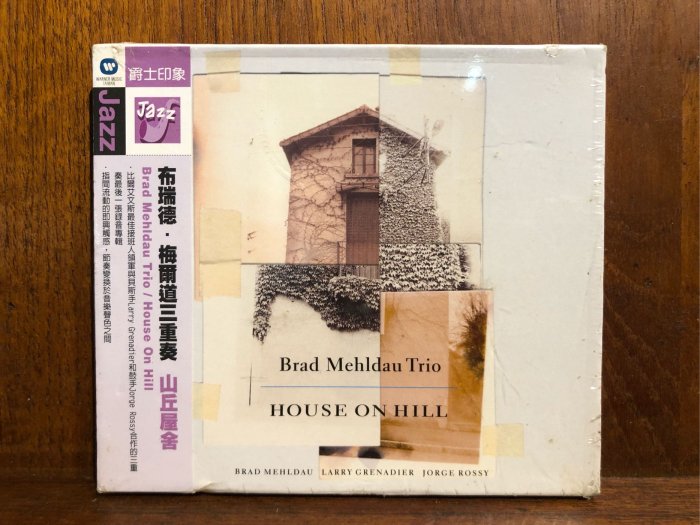 WARNER MUSIC
TAIWAN
爵士印象
Jazz
Jazz
布瑞德．梅爾道三重奏 山丘屋舍
Brad Mehldau Trio / House On Hill
．比爾艾文斯最佳接班人領軍與貝斯手Larry Grenadier和鼓手Jorge Rossy合作的三重
奏最後一張錄音專輯
．指間流動的即興觸感，節奏變換於音樂聲色之間
Brad Mehldau Trio
HOUSE ON HILL
BRAD MEHLDAU LARRY GRENADIER JORGE ROSSY